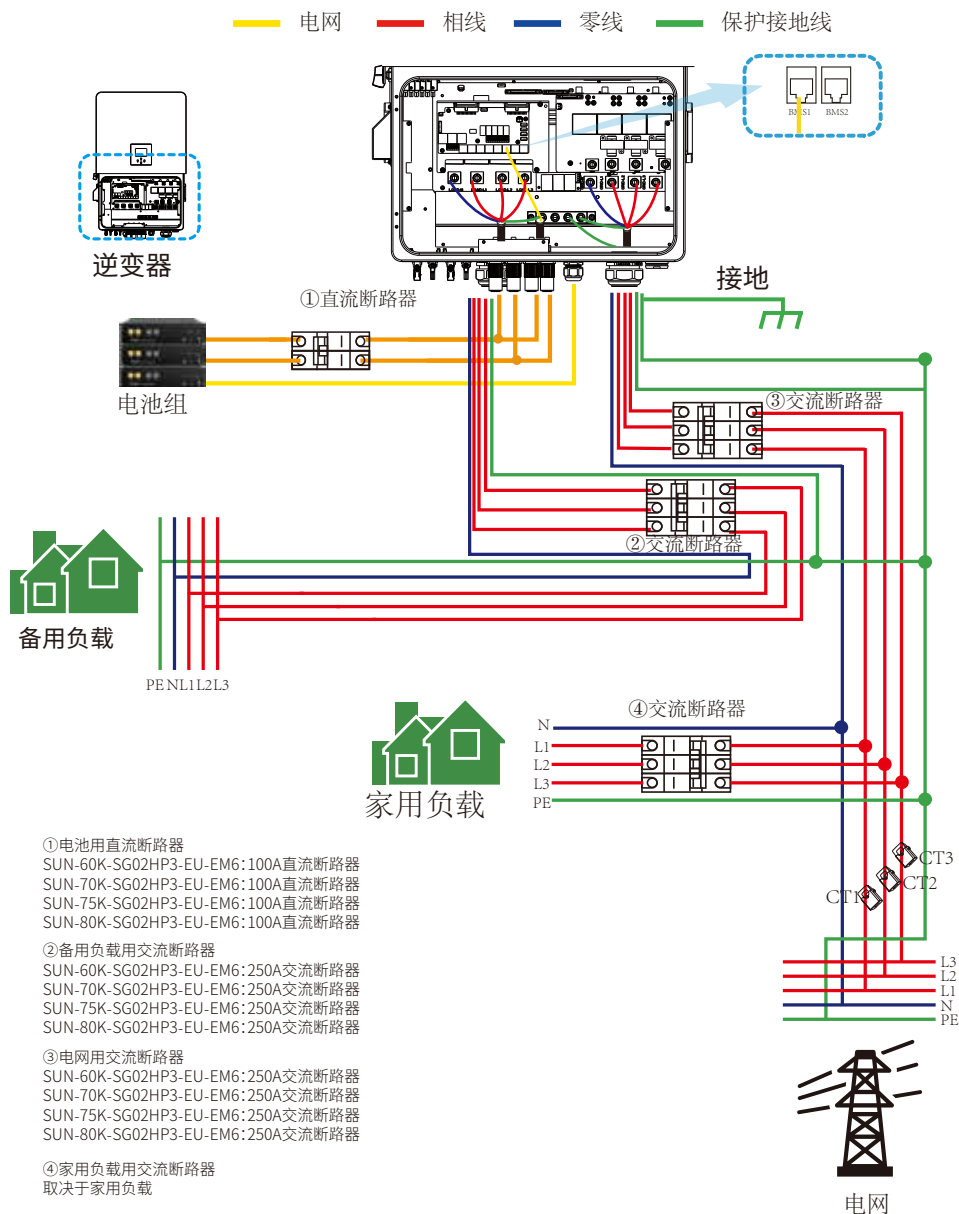 电网 相线 零线 保护接地线
BMS1 BMS2
逆变器
接地
①直流断路器
电池组
③交流断路器
②交流断路器
备用负载
PE N L1 L2 L3
④交流断路器
N
L1
L2
L3
PE
家用负载
①电池用直流断路器
SUN-60K-SG02HP3-EU-EM6:100A直流断路器
SUN-70K-SG02HP3-EU-EM6:100A直流断路器
SUN-75K-SG02HP3-EU-EM6:100A直流断路器
SUN-80K-SG02HP3-EU-EM6:100A直流断路器
②备用负载用交流断路器
SUN-60K-SG02HP3-EU-EM6:250A交流断路器
SUN-70K-SG02HP3-EU-EM6:250A交流断路器
SUN-75K-SG02HP3-EU-EM6:250A交流断路器
SUN-80K-SG02HP3-EU-EM6:250A交流断路器
③电网用交流断路器
SUN-60K-SG02HP3-EU-EM6:250A交流断路器
SUN-70K-SG02HP3-EU-EM6:250A交流断路器
SUN-75K-SG02HP3-EU-EM6:250A交流断路器
SUN-80K-SG02HP3-EU-EM6:250A交流断路器
④家用负载用交流断路器
取决于家用负载
CT3
CT2
CT1
L3
L2
L1
N
PE
电网